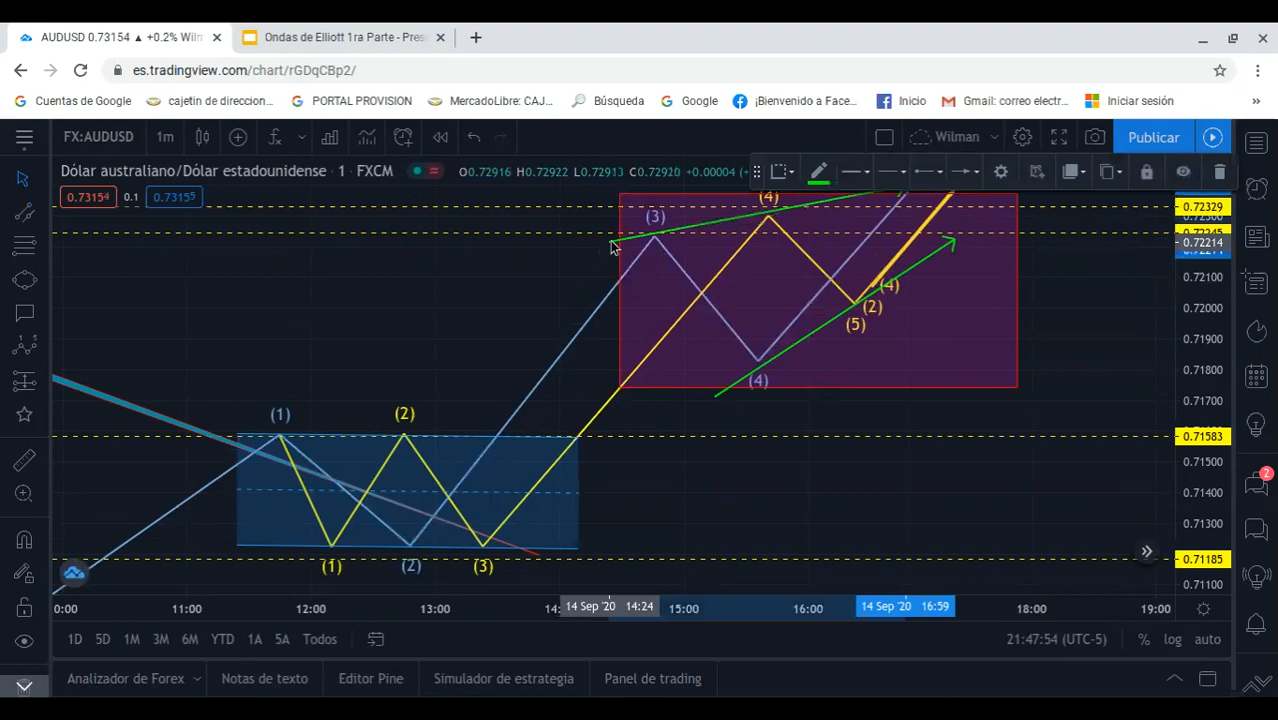 AUDUSD 0.73154 ▲ +0.2% Wilm
Ondas de Elliott 1ra Parte - Pres
es.tradingview.com/chart/rGDqCBp2/
Cuentas de Google
cajetin de direccion...
PORTAL PROVISION
MercadoLibre: CAJ...
Búsqueda
Google
¡Bienvenido a Face...
Inicio
Gmail: correo electr...
Iniciar sesión
»
FX:AUDUSD
1m
Wilman
Publicar
Dólar australiano/Dólar estadounidense · 1 · FXCM
O0.72916 H0.72922 L0.72913 C0.72920 +0.00004 (+
0.73154
0.1
0.73155
0.72329
0.72300
0.72245
0.72214
0.72100
0.72000
0.71900
0.71800
0.71700
0.71583
0.71500
0.71400
0.71300
0.71185
0.71100
(3)
(4)
(4)
(2)
(5)
(4)
(1)
(2)
(1)
(2)
(3)
2
0:00
11:00
12:00
13:00
14:
14 Sep '20 14:24
15:00
16:00
14 Sep '20 16:59
18:00
19:00
1D 5D 1M 3M 6M YTD 1A 5A Todos
21:47:54 (UTC-5)
% log auto
Analizador de Forex
Notas de texto
Editor Pine
Simulador de estrategia
Panel de trading